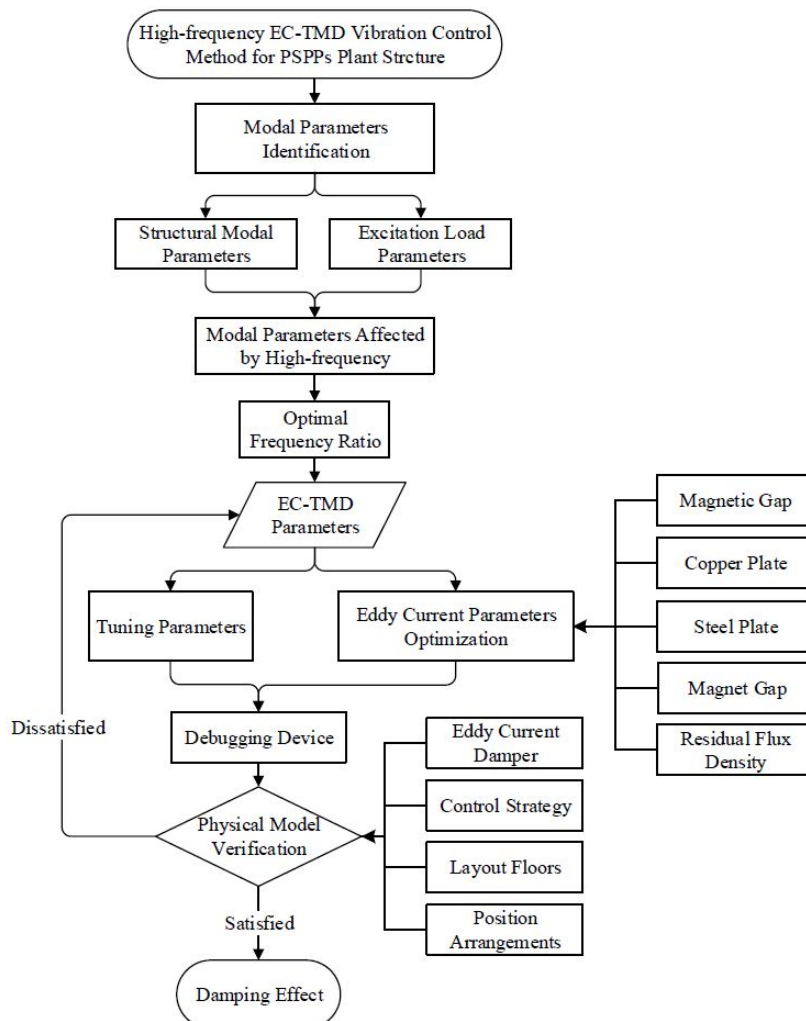 High-frequency EC-TMD Vibration Control
Method for PSPPs Plant Strcture
Modal Parameters
Identification
Structural Modal
Parameters
Excitation Load
Parameters
Modal Parameters Affected
by High-frequency
Optimal
Frequency Ratio
EC-TMD
Parameters
Magnetic Gap
Copper Plate
Tuning Parameters
Eddy Current Parameters
Optimization
Steel Plate
Magnet Gap
Dissatisfied
Debugging Device
Eddy Current
Damper
Residual Flux
Density
Control Strategy
Physical Model
Verification
Layout Floors
Satisfied
Position
Arrangements
Damping Effect